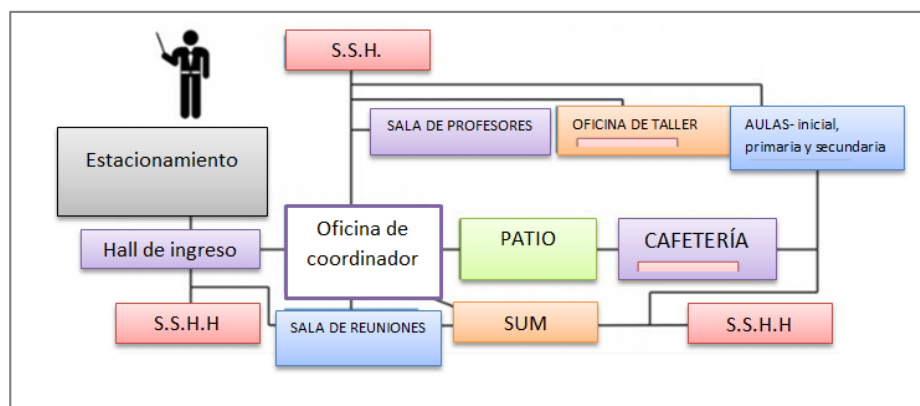 S.S.H.
SALA DE PROFESORES
OFICINA DE TALLER
AULAS- inicial,
primaria y secundaria
Estacionamiento
Hall de ingreso
Oficina de
coordinador
PATIO
CAFETERÍA
S.S.H.H
SALA DE REUNIONES
SUM
S.S.H.H